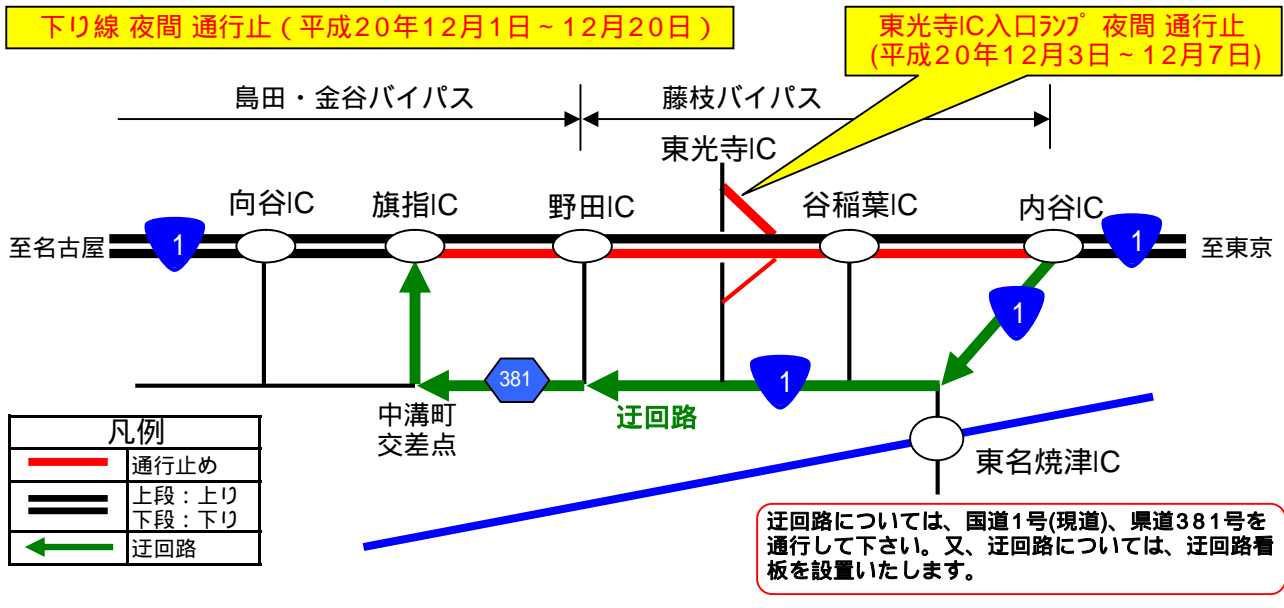 下り線 夜間 通行止 ( 平成20年12月1日～12月20日 )
東光寺IC入口ﾗﾝﾌﾟ 夜間 通行止
(平成20年12月3日～12月7日)
島田・金谷バイパス
藤枝バイパス
東光寺IC
向谷IC
旗指IC
野田IC
谷稲葉IC
内谷IC
至名古屋
1
1
至東京
1
381
1
中溝町
交差点
迂回路
東名焼津IC
凡例
通行止め
上段：上り
下段：下り
迂回路
迂回路については、国道1号(現道)、県道381号を
通行して下さい。又、迂回路については、迂回路看
板を設置いたします。